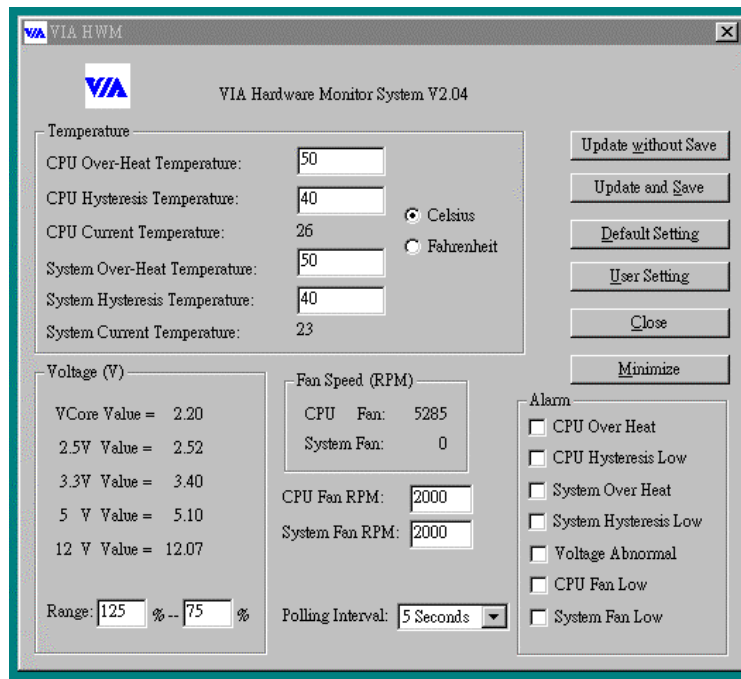 VIA VIA HWM
VIA
VIA Hardware Monitor System V2.04
Temperature
CPU Over-Heat Temperature: 50
CPU Hysteresis Temperature: 40
CPU Current Temperature: 26
System Over-Heat Temperature: 50
System Hysteresis Temperature: 40
System Current Temperature: 23
Celsius
Fahrenheit
Update without Save
Update and Save
Default Setting
User Setting
Close
Minimize
Voltage (V)
VCore Value = 2.20
2.5V Value = 2.52
3.3V Value = 3.40
5 V Value = 5.10
12 V Value = 12.07
Range: 125 % -- 75 %
Fan Speed (RPM)
CPU Fan: 5285
System Fan: 0
CPU Fan RPM: 2000
System Fan RPM: 2000
Polling Interval: 5 Seconds
Alarm
CPU Over Heat
CPU Hysteresis Low
System Over Heat
System Hysteresis Low
Voltage Abnormal
CPU Fan Low
System Fan Low